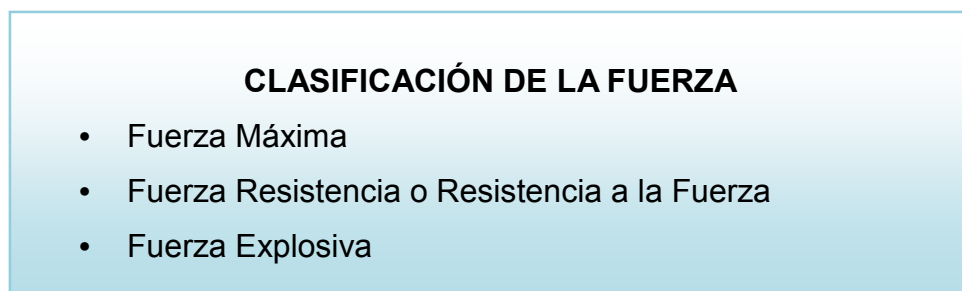 CLASIFICACIÓN DE LA FUERZA
• Fuerza Máxima
• Fuerza Resistencia o Resistencia a la Fuerza
• Fuerza Explosiva